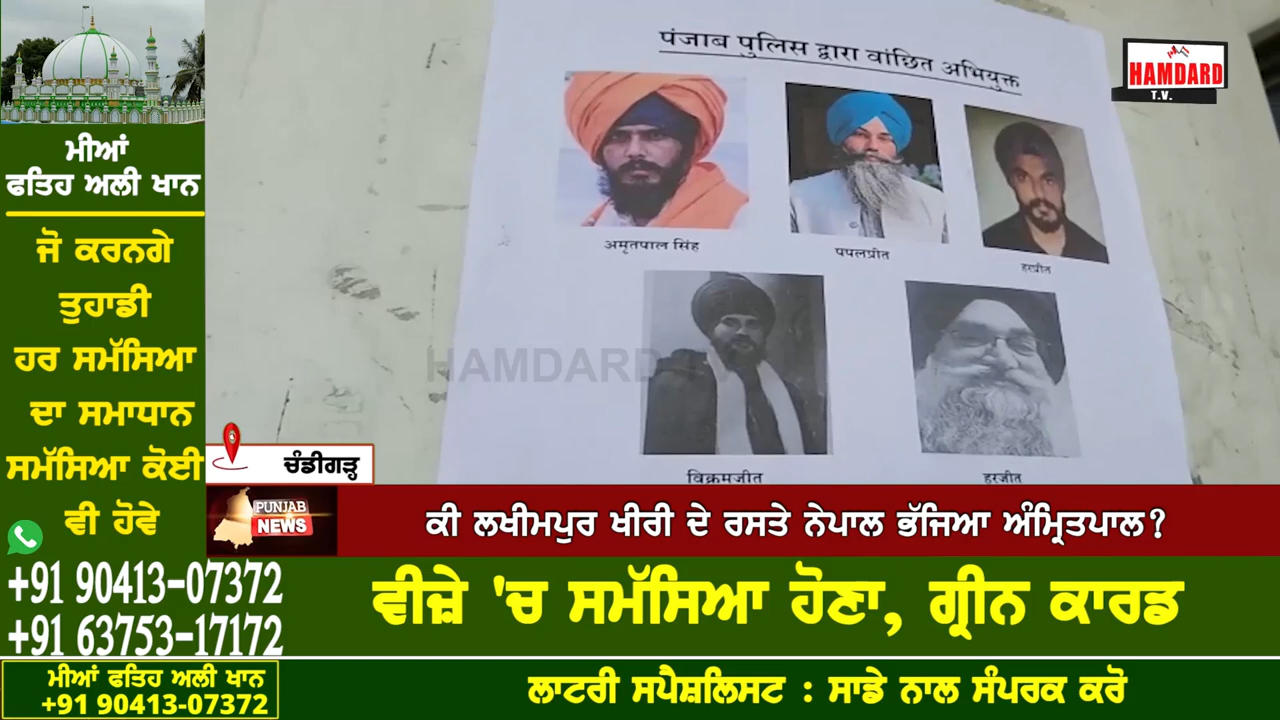 ਮੀਆਂ
ਫਤਿਹ ਅਲੀ ਖਾਨ
ਜੋ ਕਰਨਗੇ
ਤੁਹਾਡੀ
ਹਰ ਸਮੱਸਿਆ
ਦਾ ਸਮਾਧਾਨ
ਸਮੱਸਿਆ ਕੋਈ
ਵੀ ਹੋਵੇ
+91 90413-07372
+91 63753-17172
ਮੀਆਂ ਫਤਿਹ ਅਲੀ ਖਾਨ
+91 90413-07372
पंजाब पुलिस द्वारा वांछित अभियुक्त
अमृतपाल सिंह
पपलप्रीत
हरप्रीत
विक्रमजीत
हरजीत
HAMDARD
T.V.
HAMDARD TV
ਚੰਡੀਗੜ੍ਹ
PUNJAB
NEWS
ਕੀ ਲਖੀਮਪੁਰ ਖੀਰੀ ਦੇ ਰਸਤੇ ਨੇਪਾਲ ਭੱਜਿਆ ਅੰਮ੍ਰਿਤਪਾਲ?
ਵੀਜ਼ੇ 'ਚ ਸਮੱਸਿਆ ਹੋਣਾ, ਗ੍ਰੀਨ ਕਾਰਡ
ਲਾਟਰੀ ਸਪੈਸ਼ਲਿਸਟ : ਸਾਡੇ ਨਾਲ ਸੰਪਰਕ ਕਰੋ